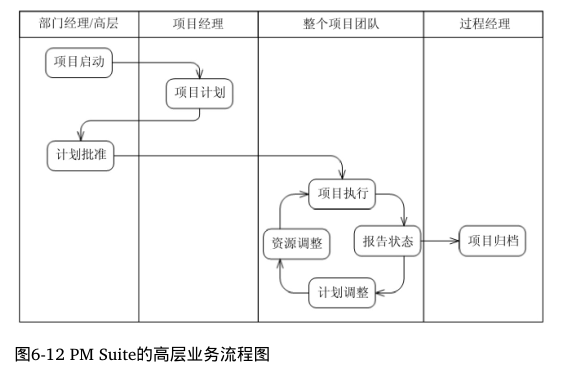 部门经理/高层
项目经理
整个项目团队
过程经理
项目启动
项目计划
计划批准
项目执行
资源调整
报告状态
项目归档
计划调整
图6-12 PM Suite的高层业务流程图